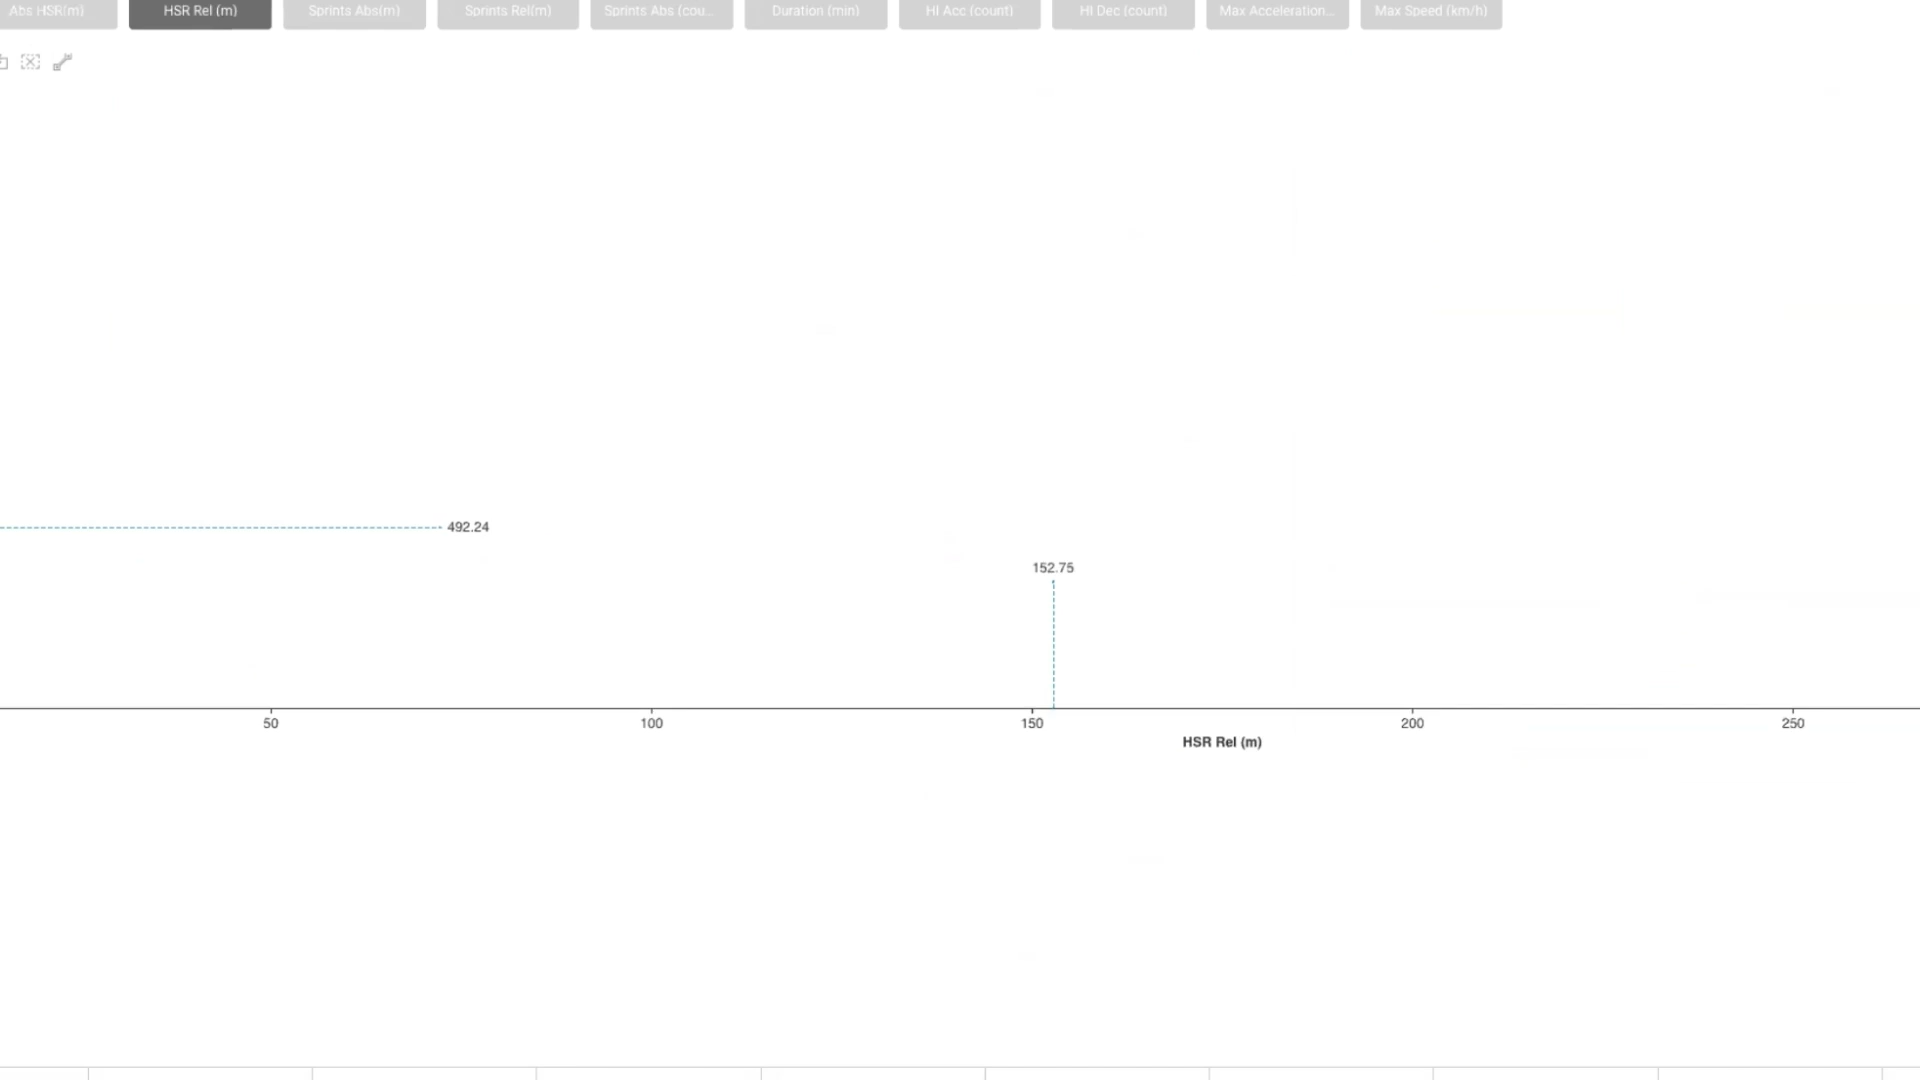 Abs HSR(m) HSR Rel (m) Sprints Abs(m) Sprints Rel(m) Sprints Abs (cou... Duration (min) HI Acc (count) HI Dec (count) Max Acceleration... Max Speed (km/h)
492.24
152.75
50 100 150 200 250
HSR Rel (m)